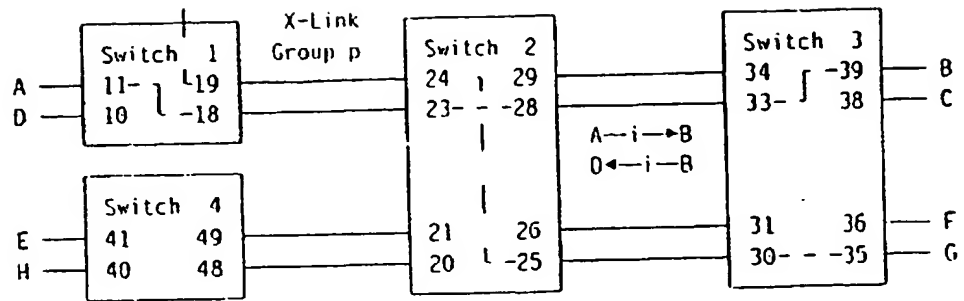 X-Link
Group p
Switch 1
11- 19
10 -18
A
D
Switch 2
24 29
23- - -28
21 26
20 -25
Switch 3
34 -39
33- 38
31 36
30- - -35
B
C
F
G
A—i→B
D←i—B
Switch 4
41 49
40 48
E
H